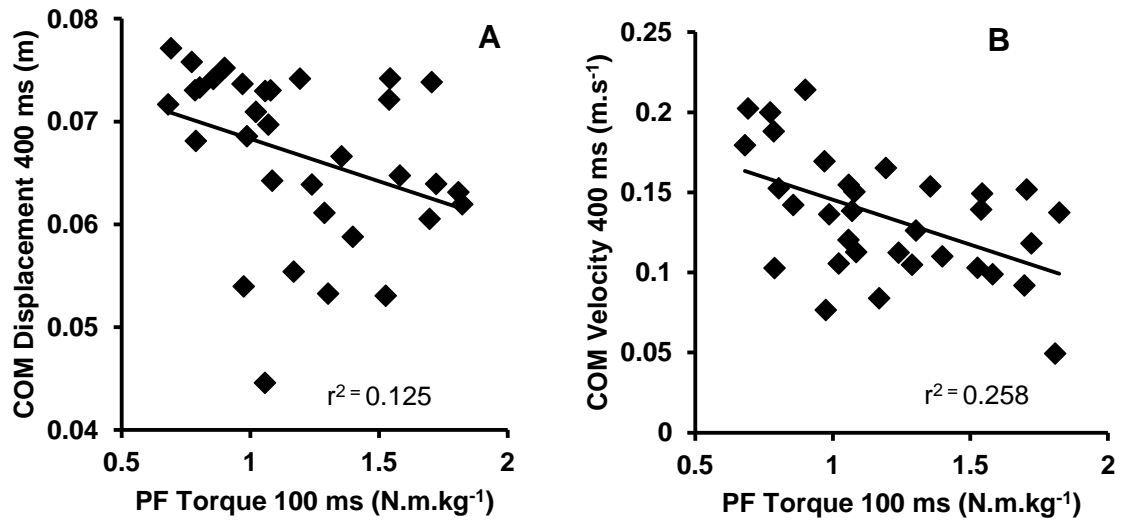 A
COM Displacement 400 ms (m)
0.08
0.07
0.06
0.05
0.04
r² = 0.125
0.5
1
1.5
2
PF Torque 100 ms (N.m.kg⁻¹)
B
COM Velocity 400 ms (m.s⁻¹)
0.25
0.2
0.15
0.1
0.05
0
r² = 0.258
0.5
1
1.5
2
PF Torque 100 ms (N.m.kg⁻¹)